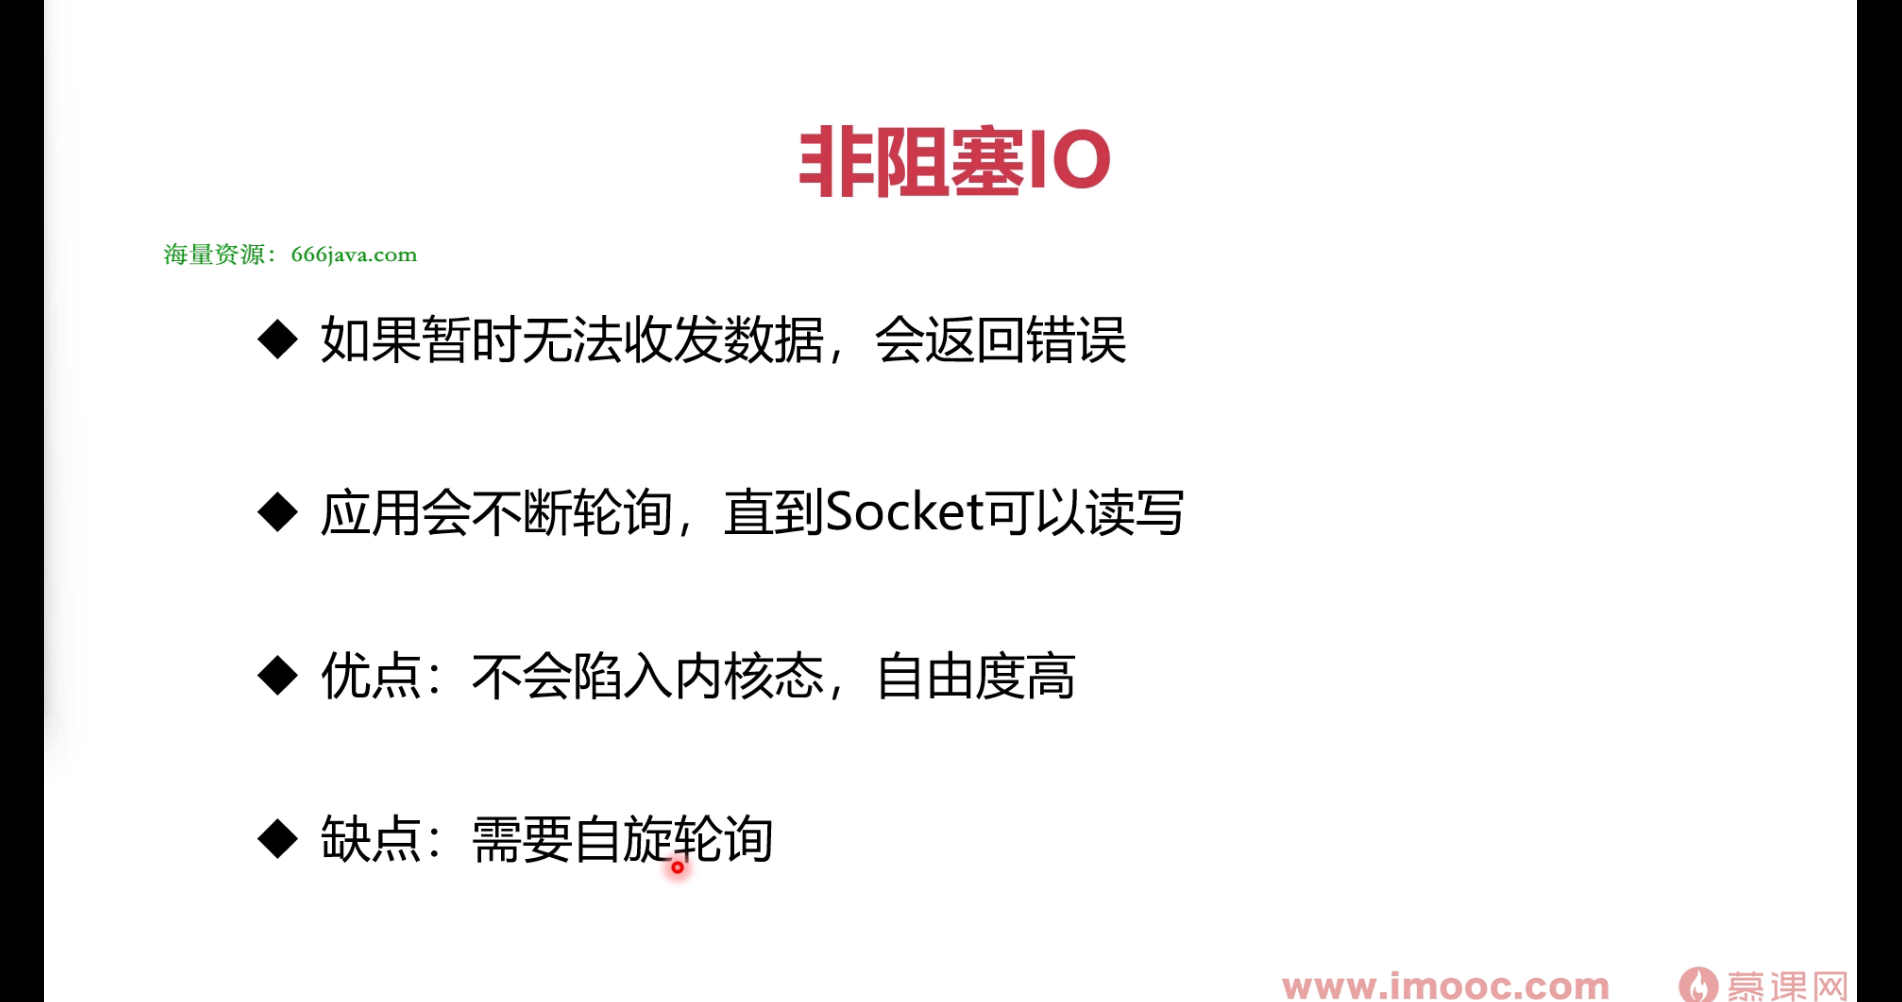 非阻塞IO
海量资源：666java.com
◆ 如果暂时无法收发数据，会返回错误
◆ 应用会不断轮询，直到Socket可以读写
◆ 优点：不会陷入内核态，自由度高
◆ 缺点：需要自旋轮询
www.imooc.com 慕课网